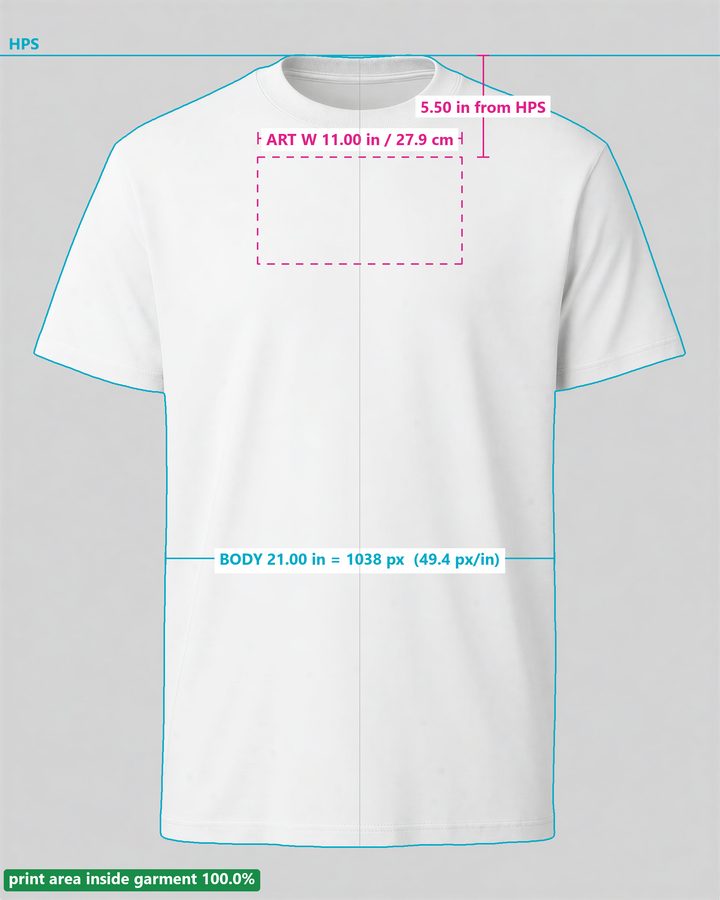 HPS
5.50 in from HPS
ART W 11.00 in / 27.9 cm
BODY 21.00 in = 1038 px (49.4 px/in)
print area inside garment 100.0%